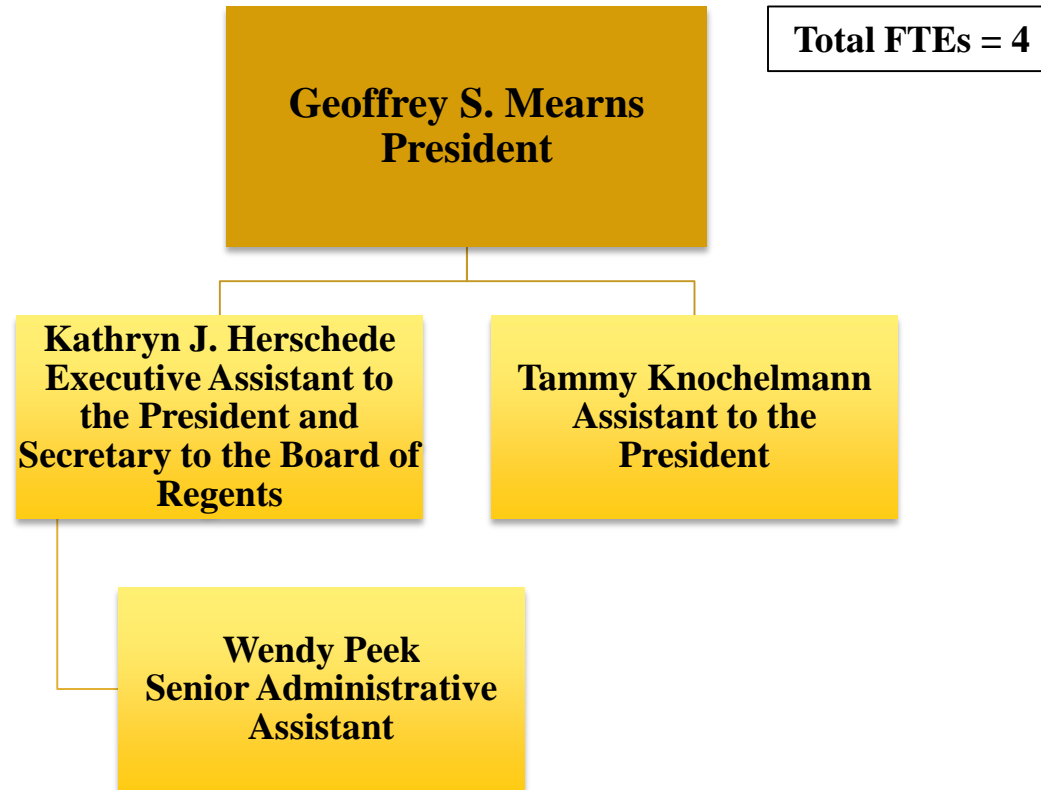 Total FTEs = 4
Geoffrey S. Mearns
President
Kathryn J. Herschede
Executive Assistant to
the President and
Secretary to the Board of
Regents
Tammy Knochelmann
Assistant to the
President
Wendy Peek
Senior Administrative
Assistant